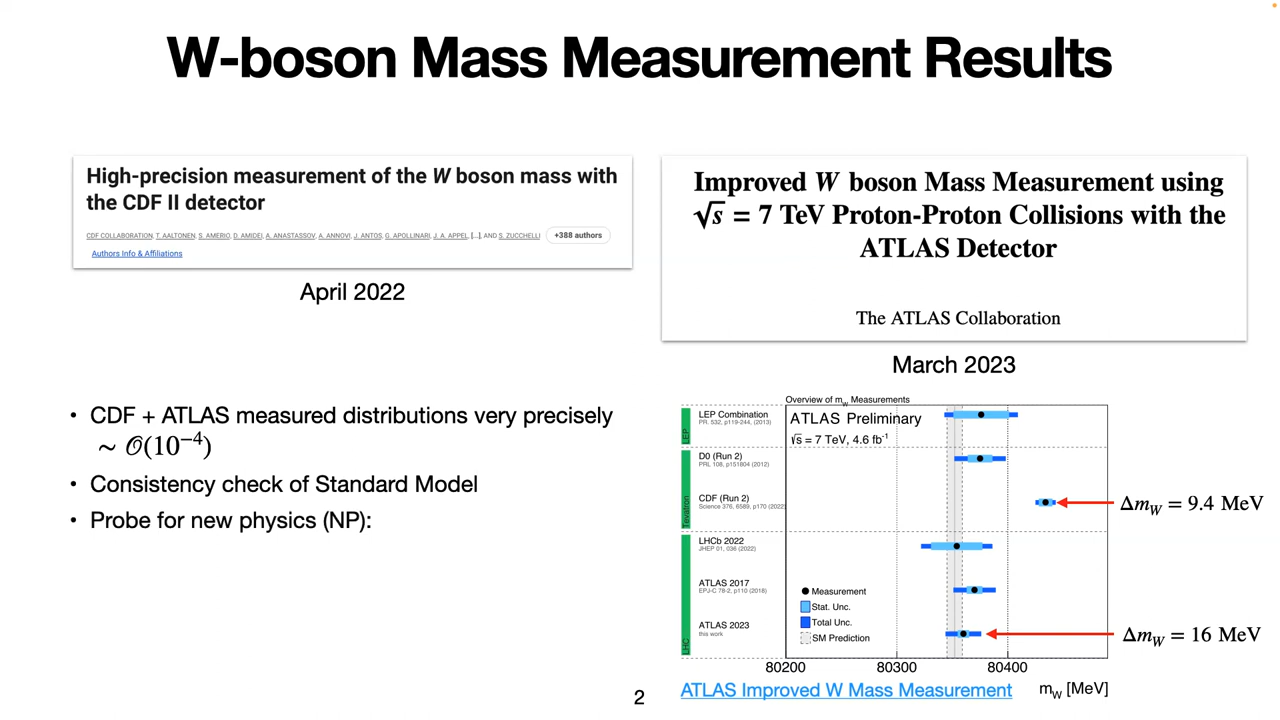 W-boson Mass Measurement Results
High-precision measurement of the W boson mass with
the CDF II detector
CDF COLLABORATION, T. AALTONEN, S. AMERIO, D. AMIDEI, A. ANASTASSOV, A. ANNOVI, J. ANTOS, G. APOLLINARI, J. A. APPEL, [...], AND S. ZUCCHELLI +388 authors
Authors Info & Affiliations
April 2022
Improved W boson Mass Measurement using
√s = 7 TeV Proton-Proton Collisions with the
ATLAS Detector
The ATLAS Collaboration
March 2023
• CDF + ATLAS measured distributions very precisely
∼ 𝒪(10⁻⁴)
• Consistency check of Standard Model
• Probe for new physics (NP):
Overview of m_W Measurements
LEP
LEP Combination
PR. 532, p119-244, (2013)
ATLAS Preliminary
√s = 7 TeV, 4.6 fb⁻¹
Tevatron
D0 (Run 2)
PRL 108, p151804 (2012)
CDF (Run 2)
Science 376, 6589, p170 (2022)
Δm_W = 9.4 MeV
LHC
LHCb 2022
JHEP 01, 036 (2022)
ATLAS 2017
EPJ-C 78-2, p110 (2018)
ATLAS 2023
this work
Measurement
Stat. Unc.
Total Unc.
SM Prediction
Δm_W = 16 MeV
80200 80300 80400
m_W [MeV]
ATLAS Improved W Mass Measurement
2